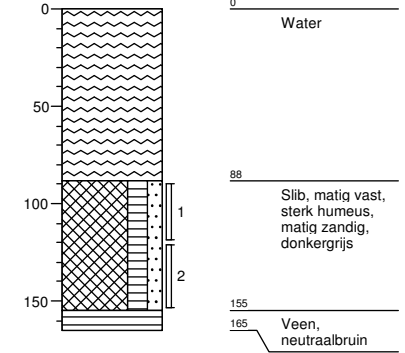 0
0
Water
50
88
Slib, matig vast,
sterk humeus,
matig zandig,
donkergrijs
100
1
2
150
155
165
Veen,
neutraalbruin